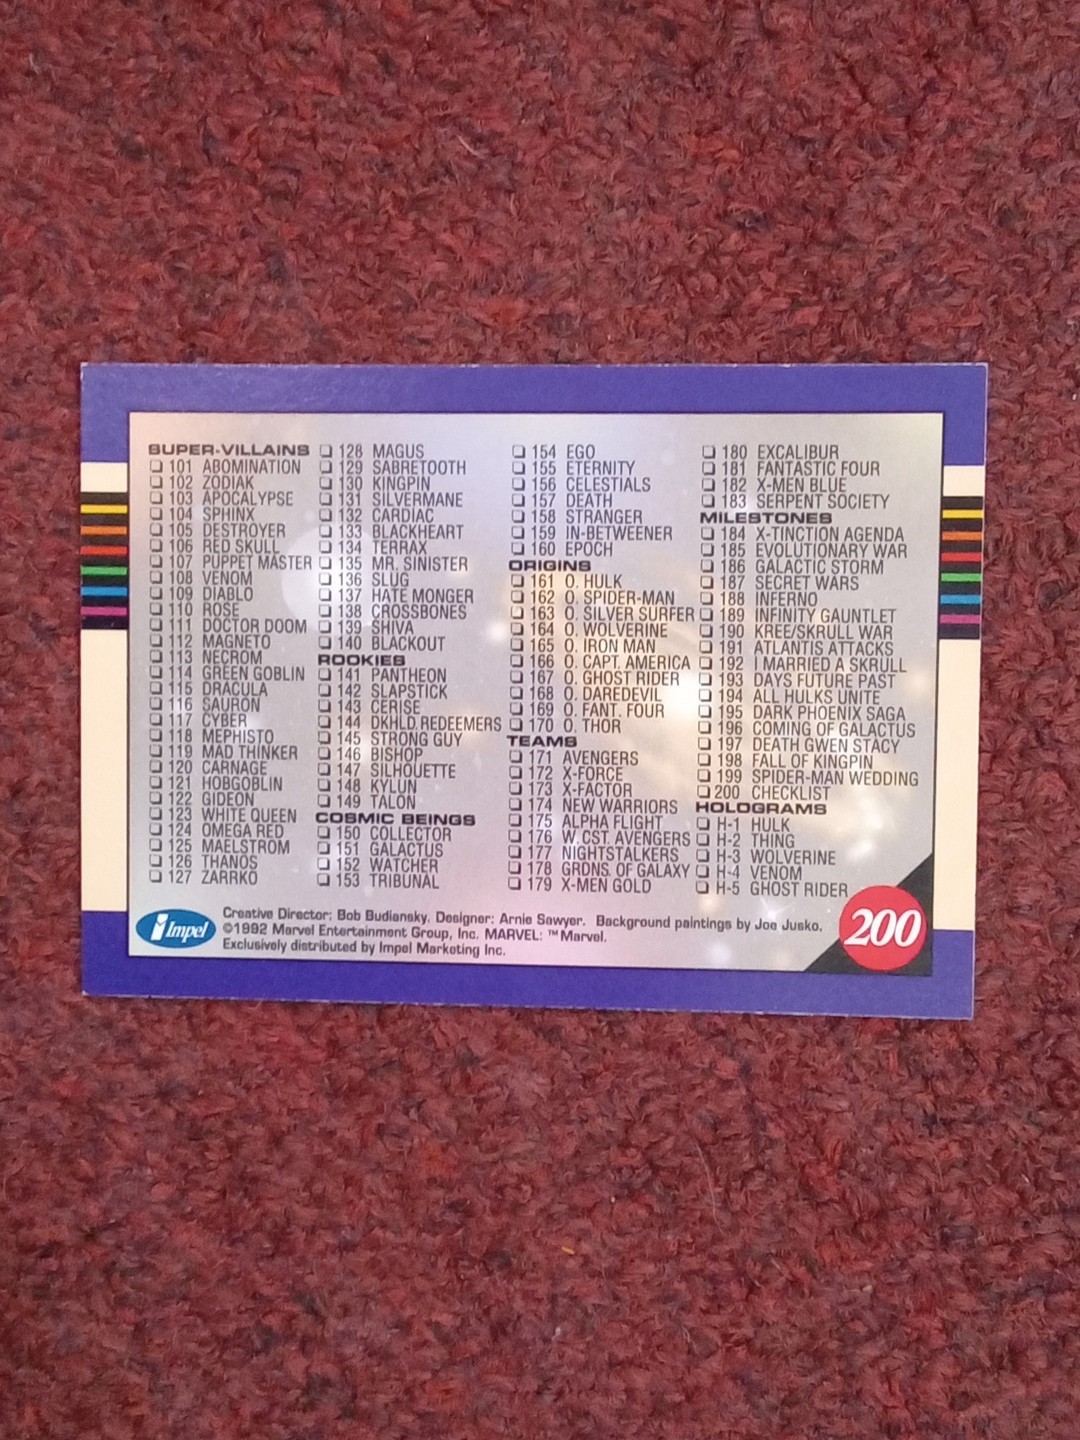 SUPER-VILLAINS
101 ABOMINATION
102 ZODIAK
103 APOCALYPSE
104 SPHINX
105 DESTROYER
106 RED SKULL
107 PUPPET MASTER
108 VENOM
109 DIABLO
110 ROSE
111 DOCTOR DOOM
112 MAGNETO
113 NECROM
114 GREEN GOBLIN
115 DRACULA
116 SAURON
117 CYBER
118 MEPHISTO
119 MAD THINKER
120 CARNAGE
121 HOBGOBLIN
122 GIDEON
123 WHITE QUEEN
124 OMEGA RED
125 MAELSTROM
126 THANOS
127 ZARRKO
128 MAGUS
129 SABRETOOTH
130 KINGPIN
131 SILVERMANE
132 CARDIAC
133 BLACKHEART
134 TERRAX
135 MR. SINISTER
136 SLUG
137 HATE MONGER
138 CROSSBONES
139 SHIVA
140 BLACKOUT
ROOKIES
141 PANTHEON
142 SLAPSTICK
143 CERISE
144 DKHLD REDEEMERS
145 STRONG GUY
146 BISHOP
147 SILHOUETTE
148 KYLUN
149 TALON
COSMIC BEINGS
150 COLLECTOR
151 GALACTUS
152 WATCHER
153 TRIBUNAL
154 EGO
155 ETERNITY
156 CELESTIALS
157 DEATH
158 STRANGER
159 IN-BETWEENER
160 EPOCH
ORIGINS
161 O. HULK
162 O. SPIDER-MAN
163 O. SILVER SURFER
164 O. WOLVERINE
165 O. IRON MAN
166 O. CAPT. AMERICA
167 O. GHOST RIDER
168 O. DAREDEVIL
169 O. FANT. FOUR
170 O. THOR
TEAMS
171 AVENGERS
172 X-FORCE
173 X-FACTOR
174 NEW WARRIORS
175 ALPHA FLIGHT
176 W. CST. AVENGERS
177 NIGHTSTALKERS
178 GRDNS. OF GALAXY
179 X-MEN GOLD
180 EXCALIBUR
181 FANTASTIC FOUR
182 X-MEN BLUE
183 SERPENT SOCIETY
MILESTONES
184 X-TINCTION AGENDA
185 EVOLUTIONARY WAR
186 GALACTIC STORM
187 SECRET WARS
188 INFERNO
189 INFINITY GAUNTLET
190 KREE/SKRULL WAR
191 ATLANTIS ATTACKS
192 I MARRIED A SKRULL
193 DAYS FUTURE PAST
194 ALL HULKS UNITE
195 DARK PHOENIX SAGA
196 COMING OF GALACTUS
197 DEATH GWEN STACY
198 FALL OF KINGPIN
199 SPIDER-MAN WEDDING
200 CHECKLIST
HOLOGRAMS
H-1 HULK
H-2 THING
H-3 WOLVERINE
H-4 VENOM
H-5 GHOST RIDER
Impel
Creative Director: Bob Budiansky. Designer: Arnie Sawyer. Background paintings by Joe Jusko.
©1992 Marvel Entertainment Group, Inc. MARVEL: ™Marvel.
Exclusively distributed by Impel Marketing Inc.
200